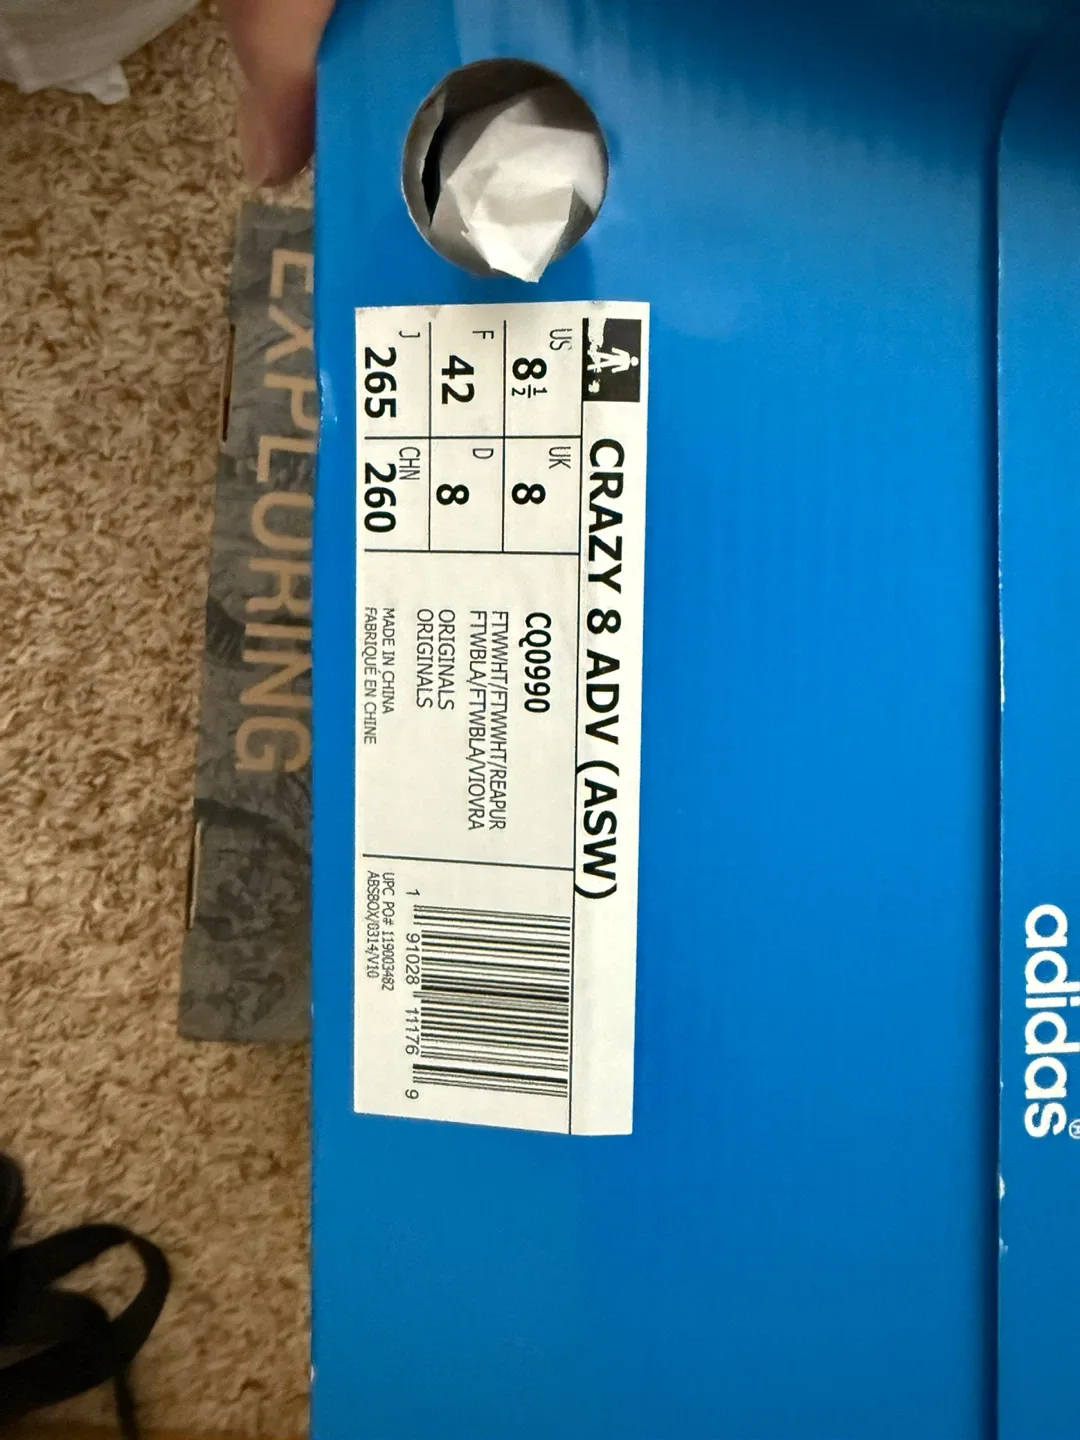 CRAZY 8 ADV (ASW)
US 8½ UK 8
F 42 D 8
J 265 CHN 260
CQ0990
FTWWHT/FTWWHT/REAPUR
FTWBLA/FTWBLA/VIOVRA
ORIGINALS
ORIGINALS
MADE IN CHINA
FABRIQUÉ EN CHINE
1 91028 11176 9
UPC PO# 119003482
ABSBOX/0314/V10
adidas®
EXPLORING